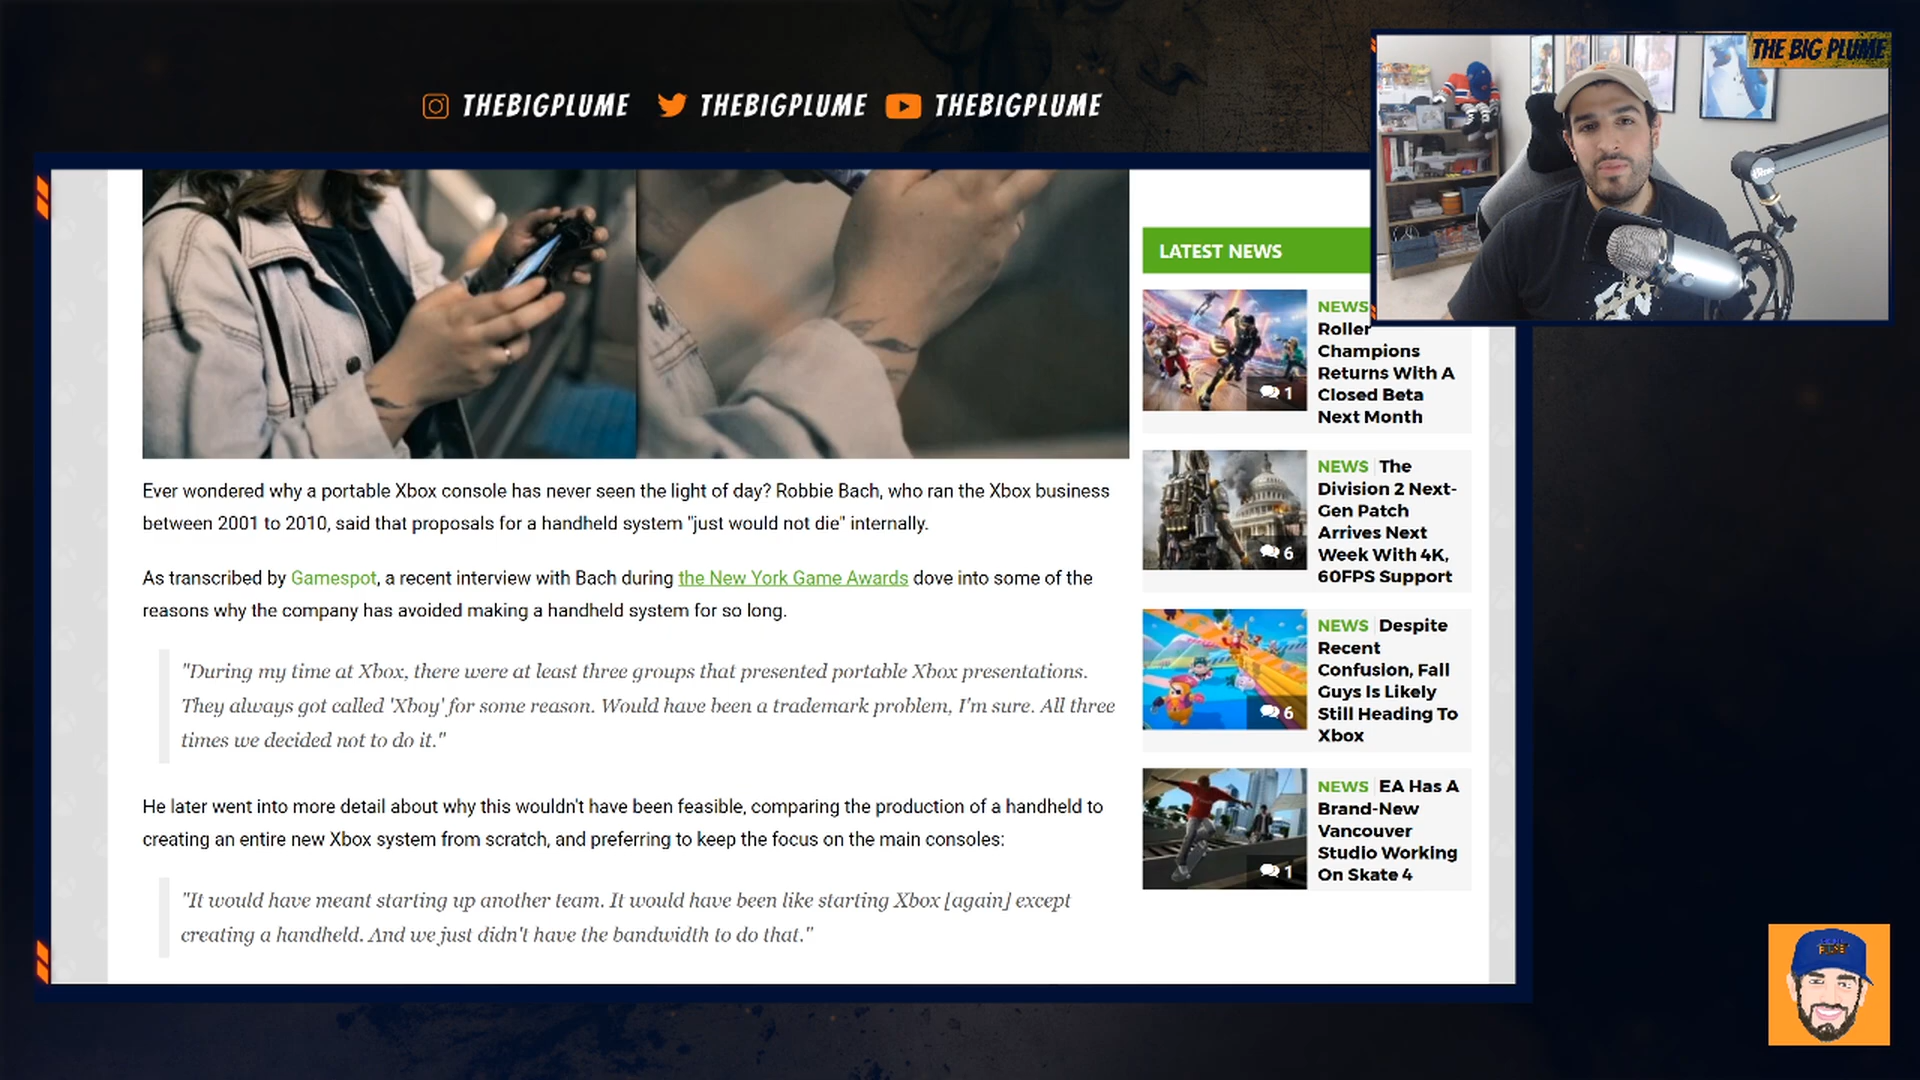 THEBIGPLUME THEBIGPLUME THEBIGPLUME
THE BIG PLUME
Ever wondered why a portable Xbox console has never seen the light of day? Robbie Bach, who ran the Xbox business
between 2001 to 2010, said that proposals for a handheld system "just would not die" internally.
As transcribed by Gamespot, a recent interview with Bach during the New York Game Awards dove into some of the
reasons why the company has avoided making a handheld system for so long.
"During my time at Xbox, there were at least three groups that presented portable Xbox presentations.
They always got called 'Xboy' for some reason. Would have been a trademark problem, I'm sure. All three
times we decided not to do it."
He later went into more detail about why this wouldn't have been feasible, comparing the production of a handheld to
creating an entire new Xbox system from scratch, and preferring to keep the focus on the main consoles:
"It would have meant starting up another team. It would have been like starting Xbox [again] except
creating a handheld. And we just didn't have the bandwidth to do that."
LATEST NEWS
NEWS
Roller
Champions
Returns With A
Closed Beta
Next Month
1
NEWS The
Division 2 Next-
Gen Patch
Arrives Next
Week With 4K,
60FPS Support
6
NEWS Despite
Recent
Confusion, Fall
Guys Is Likely
Still Heading To
Xbox
6
NEWS EA Has A
Brand-New
Vancouver
Studio Working
On Skate 4
1